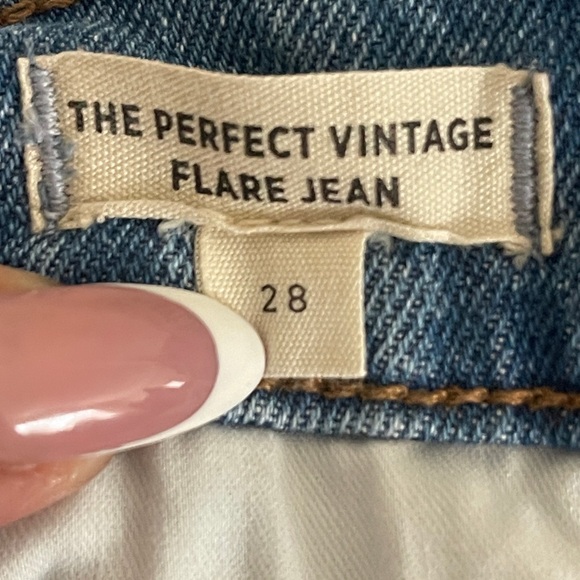 THE PERFECT VINTAGE
FLARE JEAN
28